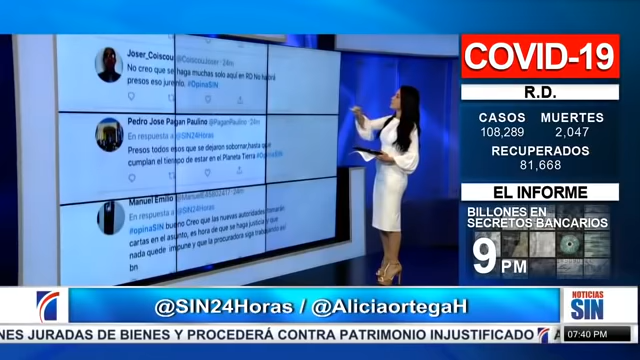 Joser_Coiscou @CoiscouJoser · 24m
No creo que se haga muchas solo aquí en RD No habrá
presos eso juremlo. #OpinaSIN
Pedro Jose Pagan Paulino @PaganPaulino · 26m
En respuesta a @SIN24Horas
Presos todos esos que se dejaron sobornar,hasta que
cumplan el tiempo de estar en el Planeta Tierra #OpinaSIN
Manuel Emilio
En respuesta a @SIN24Horas
#opinaSIN bueno Creo que las nuevas autoridades tomarán
cartas en el asunto, es hora de que se haga justicia y que
nada quede impune y que la procuradora siga trabajando así
bn
COVID-19
R.D.
CASOS MUERTES
108,289 2,047
RECUPERADOS
81,668
EL INFORME
BILLONES EN
SECRETOS BANCARIOS
9 PM
@SIN24Horas / @AliciaortegaH
NOTICIAS
SIN
NES JURADAS DE BIENES Y PROCEDERÁ CONTRA PATRIMONIO INJUSTIFICADO A
07:40 PM